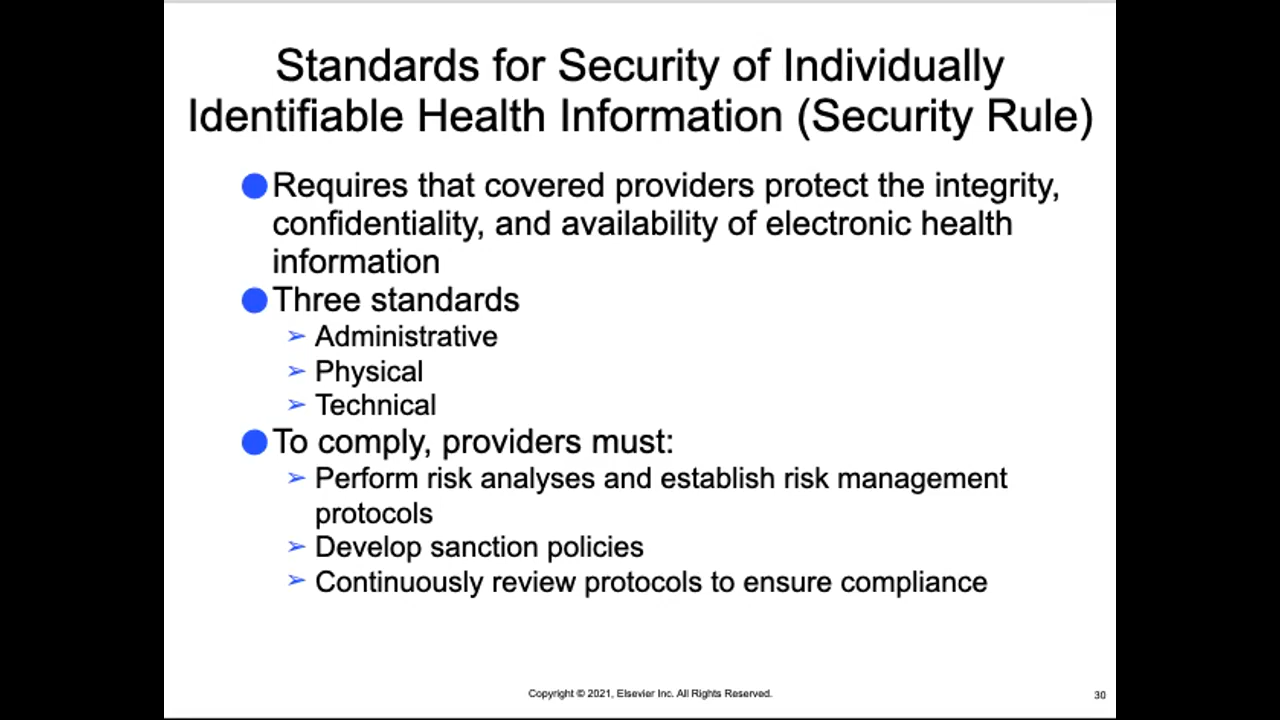 Standards for Security of Individually
Identifiable Health Information (Security Rule)
● Requires that covered providers protect the integrity,
confidentiality, and availability of electronic health
information
● Three standards
➢ Administrative
➢ Physical
➢ Technical
● To comply, providers must:
➢ Perform risk analyses and establish risk management
protocols
➢ Develop sanction policies
➢ Continuously review protocols to ensure compliance
Copyright © 2021, Elsevier Inc. All Rights Reserved.
30